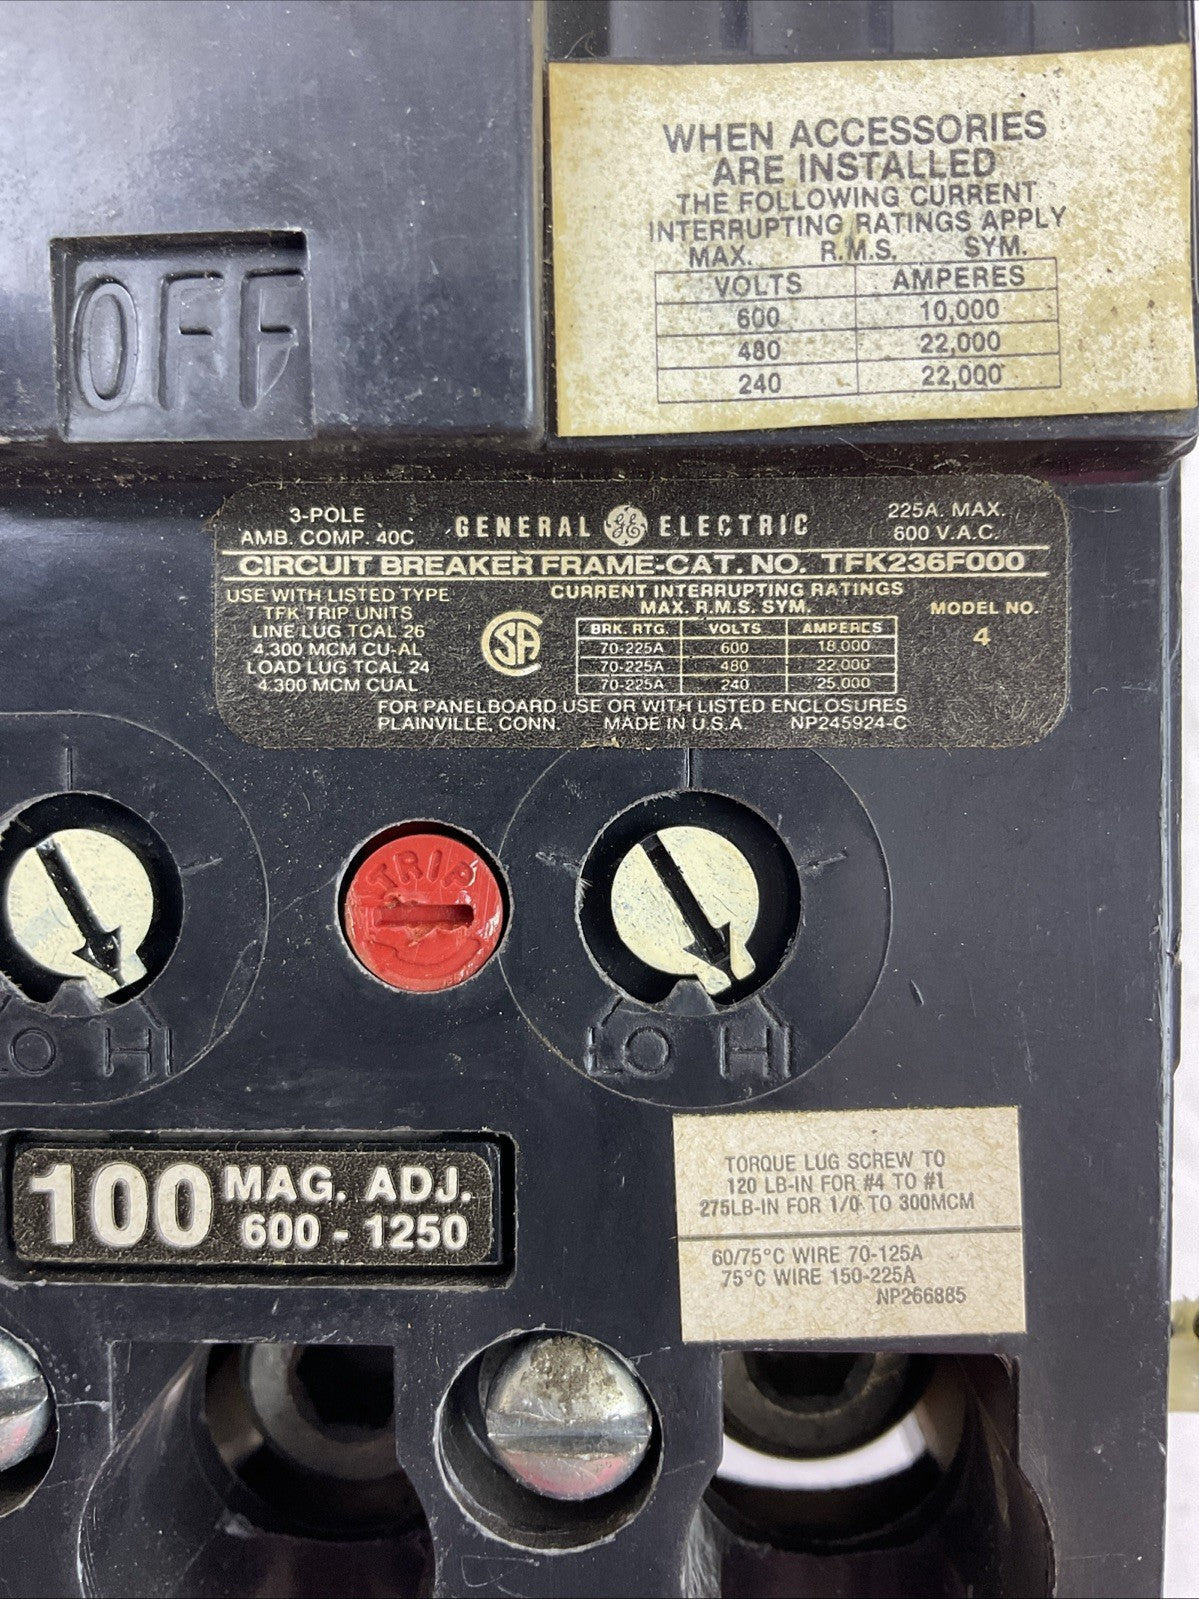 WHEN ACCESSORIES
ARE INSTALLED
THE FOLLOWING CURRENT
INTERRUPTING RATINGS APPLY
MAX. R.M.S. SYM.
VOLTS AMPERES
600 10,000
480 22,000
240 22,000
OFF
3-POLE
AMB. COMP. 40C
GENERAL GE ELECTRIC
225A. MAX.
600 V.A.C.
CIRCUIT BREAKER FRAME-CAT. NO. TFK236F000
USE WITH LISTED TYPE
TFK TRIP UNITS
LINE LUG TCAL 26
4.300 MCM CU-AL
LOAD LUG TCAL 24
4.300 MCM CUAL
CSA
CURRENT INTERRUPTING RATINGS
MAX. R.M.S. SYM.
BRK. RTG. VOLTS AMPERES
70-225A 600 18,000
70-225A 480 22,000
70-225A 240 25,000
MODEL NO.
4
FOR PANELBOARD USE OR WITH LISTED ENCLOSURES
PLAINVILLE, CONN. MADE IN U.S.A. NP245924-C
TRIP
LO HI
LO HI
100 MAG. ADJ.
600 - 1250
TORQUE LUG SCREW TO
120 LB-IN FOR #4 TO #1
275LB-IN FOR 1/0 TO 300MCM
60/75°C WIRE 70-125A
75°C WIRE 150-225A
NP266885